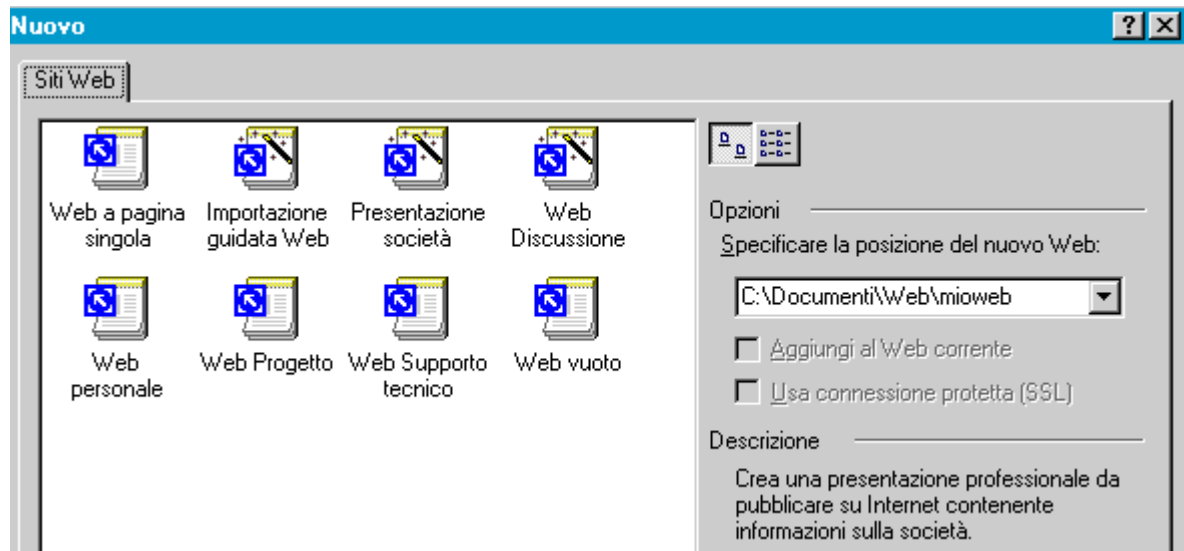 Nuovo
Siti Web
Web a pagina
singola
Importazione
guidata Web
Presentazione
società
Web
Discussione
Web
personale
Web Progetto
Web Supporto
tecnico
Web vuoto
Opzioni
Specificare la posizione del nuovo Web:
C:\Documenti\Web\mioweb
Aggiungi al Web corrente
Usa connessione protetta (SSL)
Descrizione
Crea una presentazione professionale da
pubblicare su Internet contenente
informazioni sulla società.